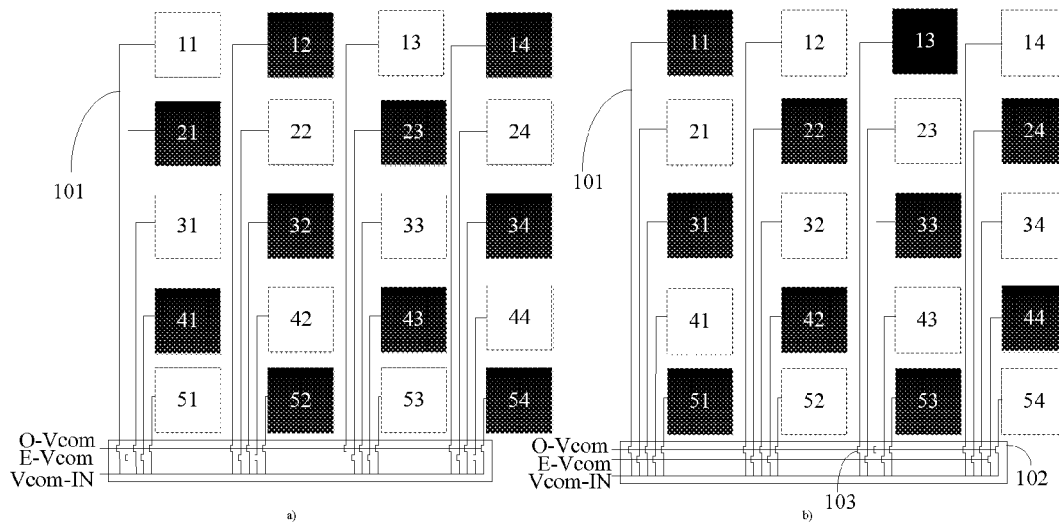 11 12 13 14 11 12 13 14
21 22 23 24 21 22 23 24
101 101
31 32 33 34 31 32 33 34
41 42 43 44 41 42 43 44
51 52 53 54 51 52 53 54
O-Vcom O-Vcom
E-Vcom E-Vcom 102
Vcom-IN Vcom-IN 103
a) b)